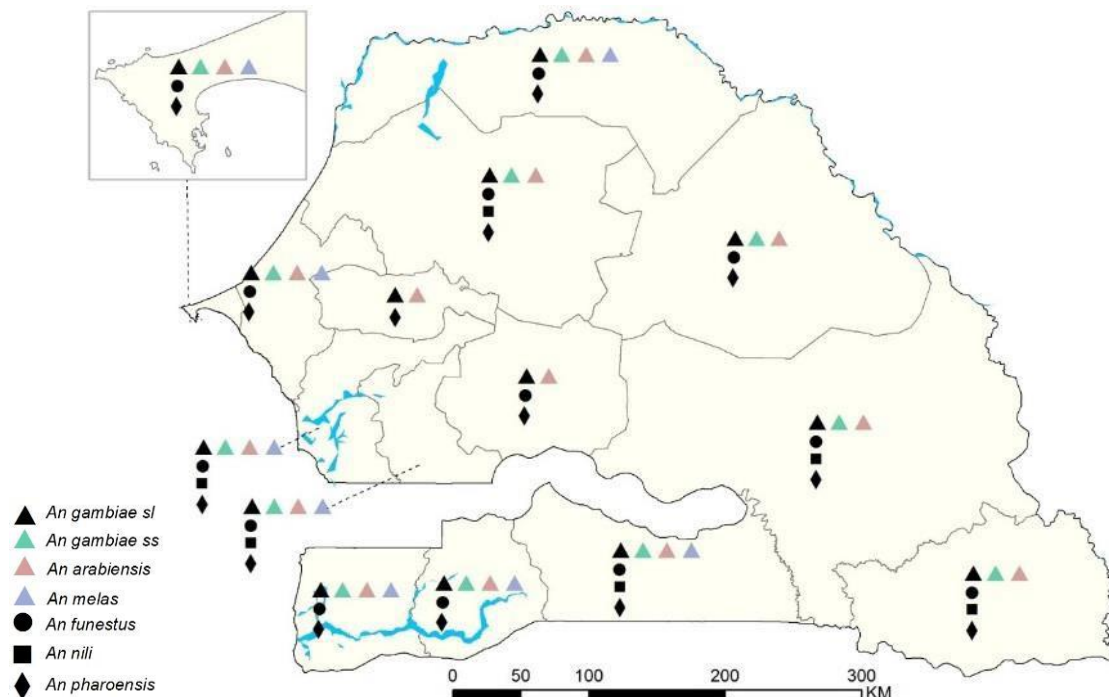 An gambiae sl
An gambiae ss
An arabiensis
An melas
An funestus
An nili
An pharoensis
0 50 100 200 300
KM